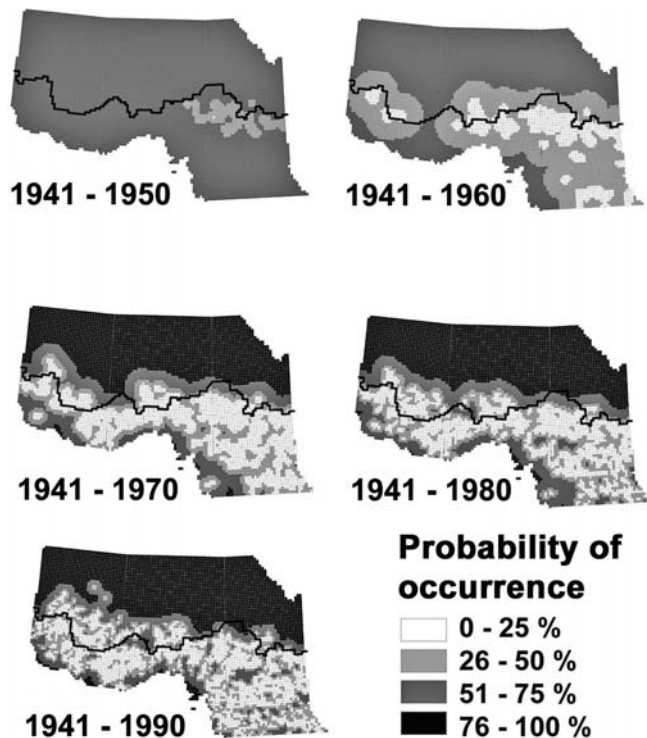 1941 - 1950
1941 - 1960
1941 - 1970
1941 - 1980
1941 - 1990
Probability of
occurrence
0 - 25 %
26 - 50 %
51 - 75 %
76 - 100 %